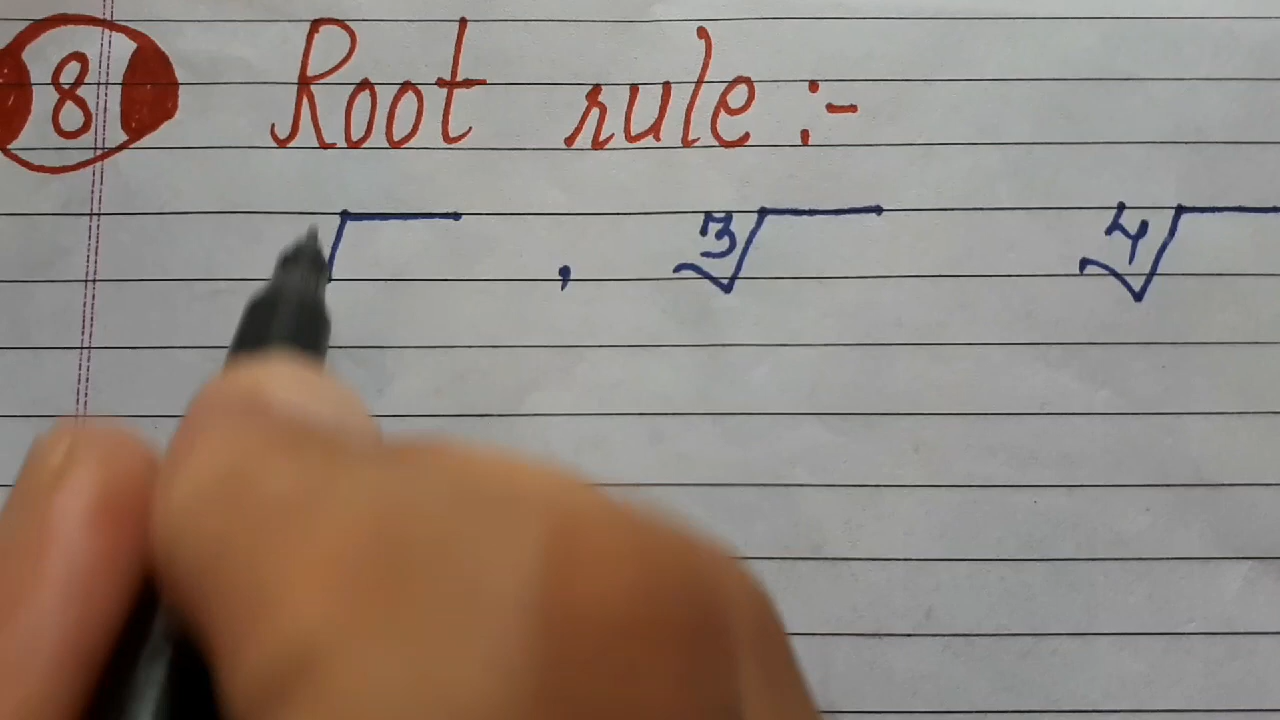 8 Root rule :-
√ , ∛ ∜